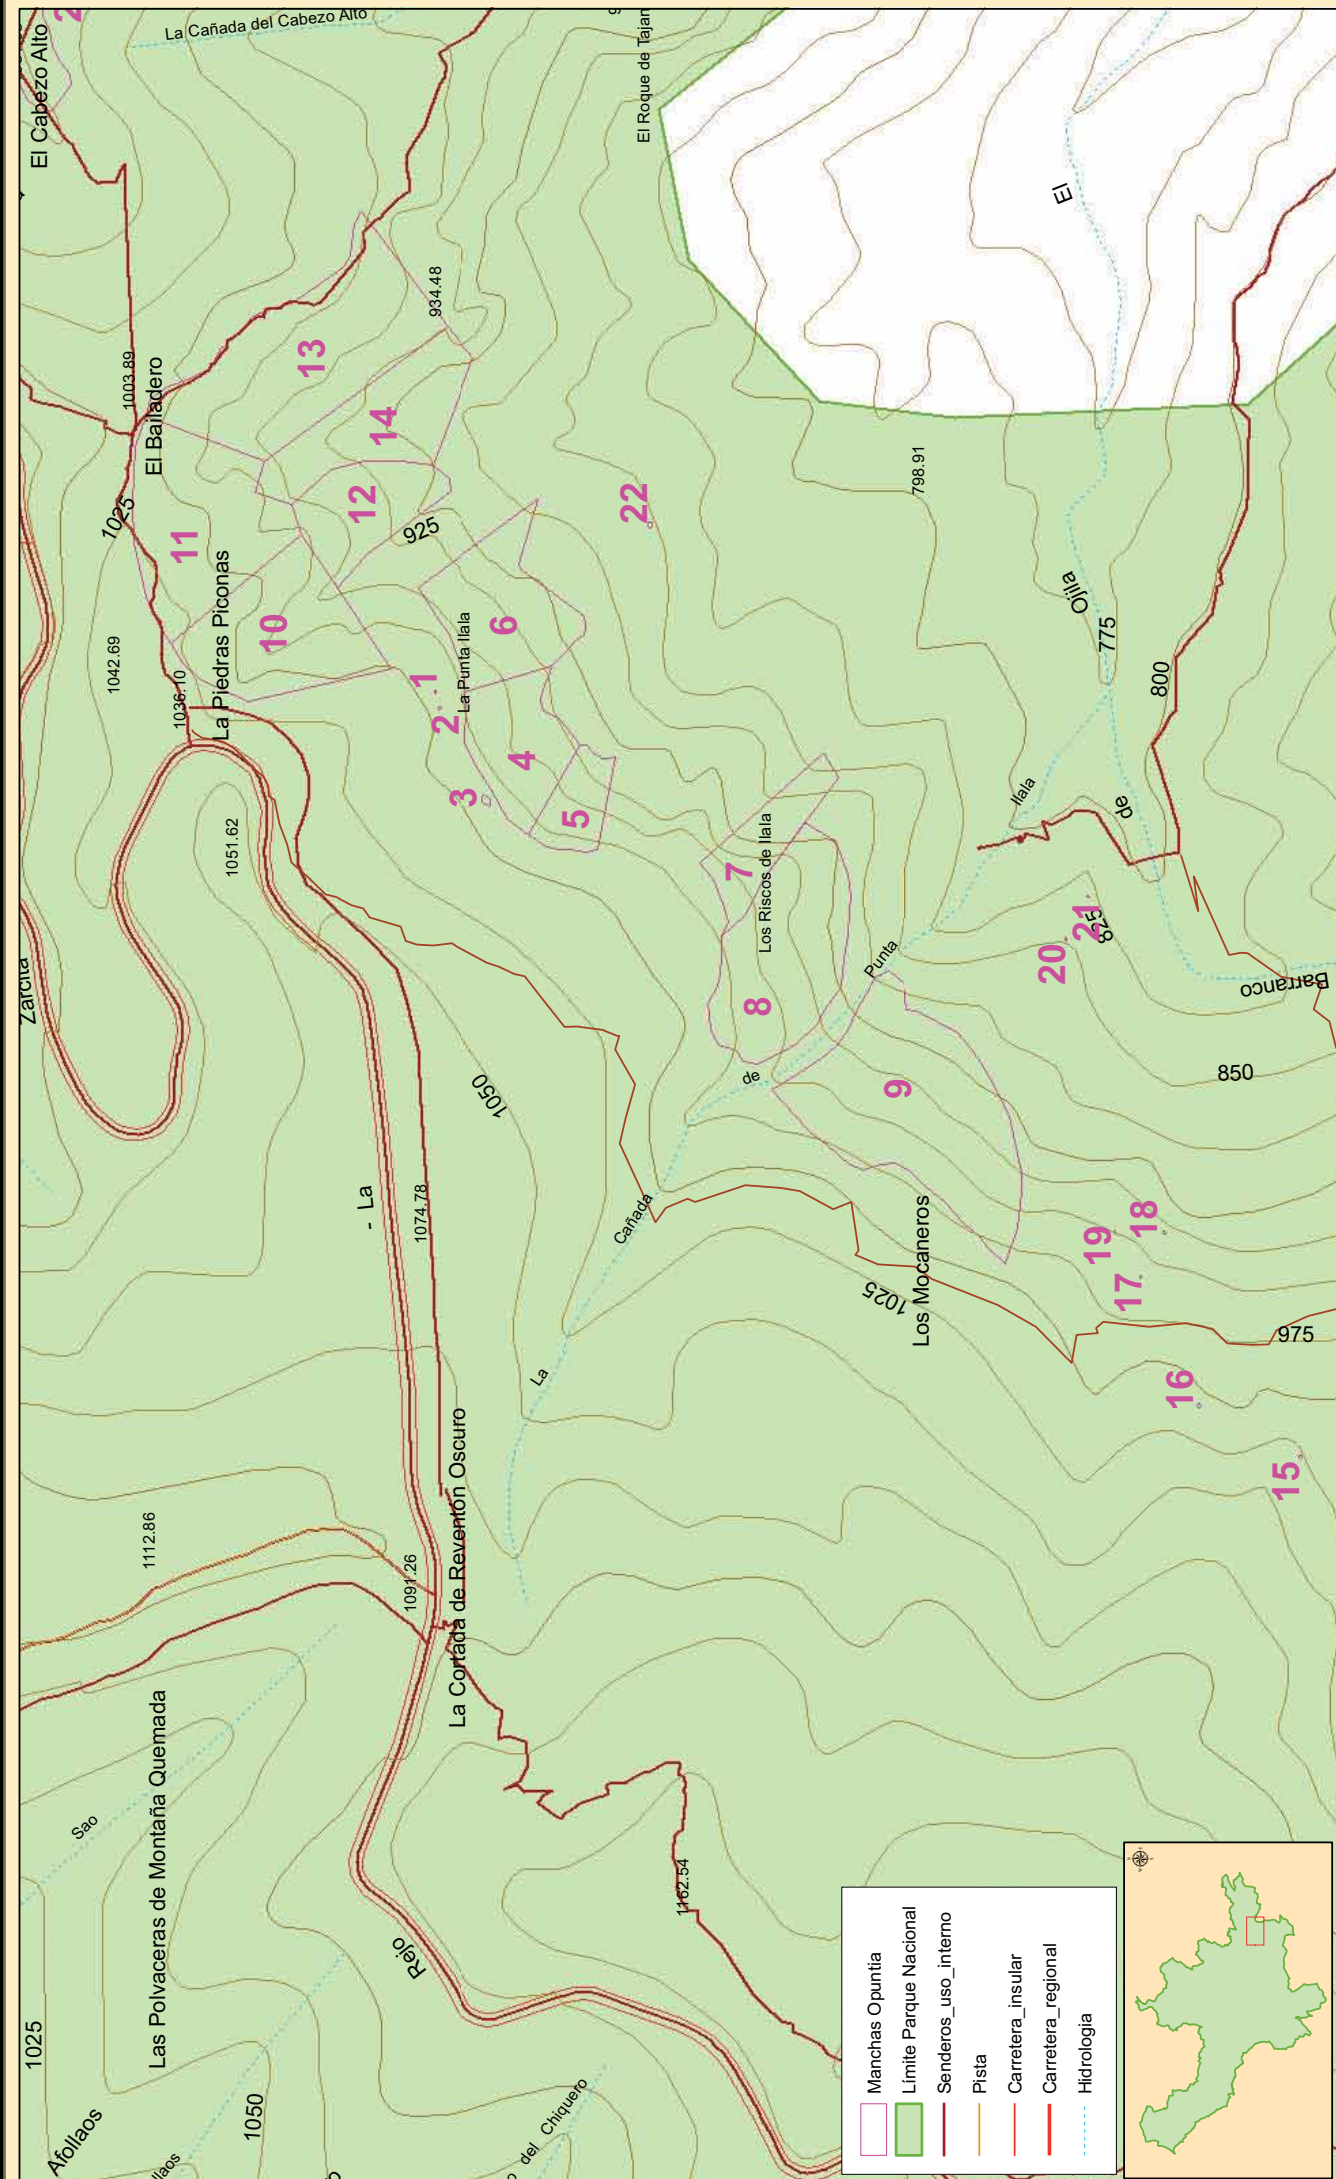 El Cabezo Alto
La Cañada del Cabezo Alto
2
El Roque de Tajan
El
1003.89
El Bailadero
934.48
13
14
12
11
1025
925
22
798.91
Ojila
775
800
1042.69
1036.10
La Piedras Piconas
10
1
2
La Punta Ilala
6
4
3
5
1051.62
Ilala
de
7
Los Riscos de Ilala
8
Punta
20
21
825
Barranco
Zarcita
1050
de
9
850
- La
1074.78
Cañada
Los Mocaneros
1025
19
18
17
975
La
16
15
1112.86
1091.26
La Cortada de Reventón Oscuro
Las Polvaceras de Montaña Quemada
Sao
1162.54
Rejo
1025
Afollaos
1050
llaos
o del Chiquero
Manchas Opuntia
Límite Parque Nacional
Senderos_uso_interno
Pista
Carretera_insular
Carretera_regional
Hidrologia